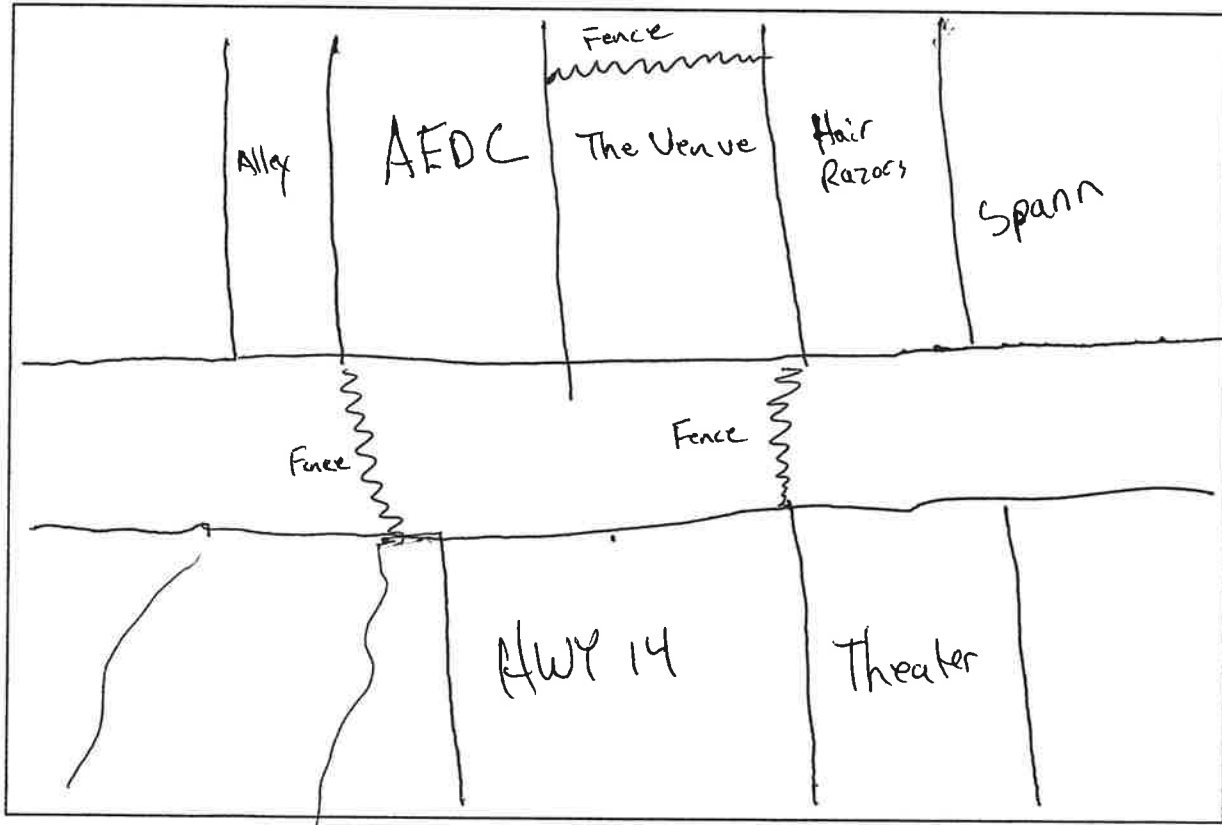 Fence
Alley
AEDC
The Venue
Hair
Razors
Spann
Fence
Fence
HWY 14
Theater